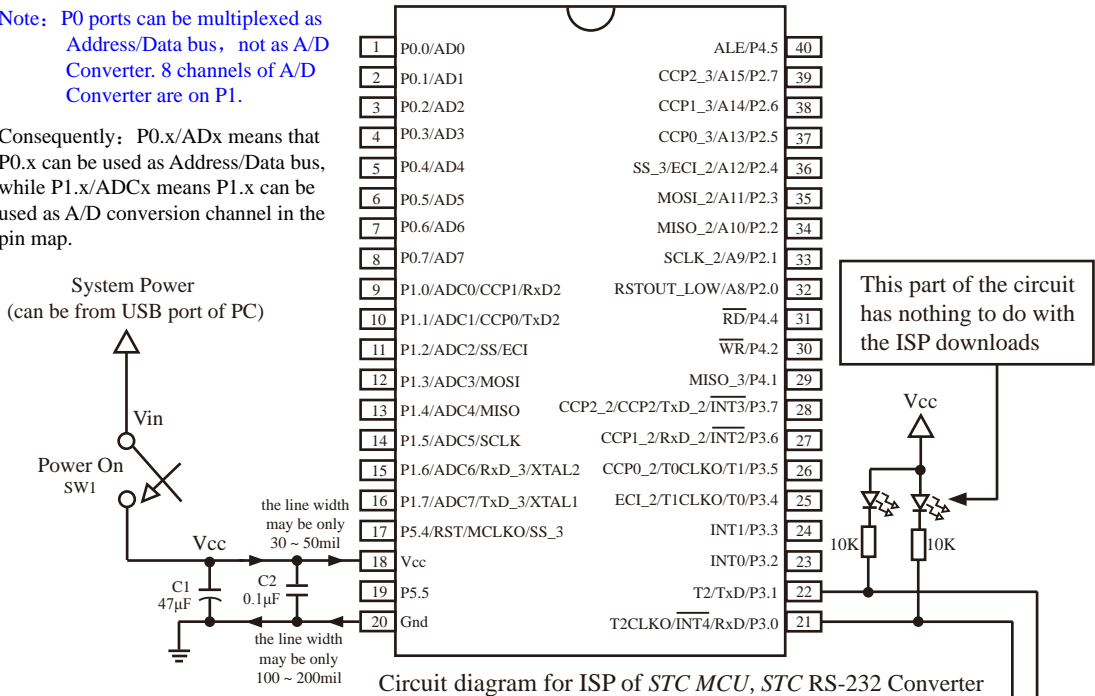 Note：P0 ports can be multiplexed as
Address/Data bus，not as A/D
Converter. 8 channels of A/D
Converter are on P1.
Consequently：P0.x/ADx means that
P0.x can be used as Address/Data bus,
while P1.x/ADCx means P1.x can be
used as A/D conversion channel in the
pin map.
System Power
(can be from USB port of PC)
Vin
Power On
SW1
Vcc
the line width
may be only
30 ~ 50mil
C1
47μF
C2
0.1μF
the line width
may be only
100 ~ 200mil
1 P0.0/AD0
2 P0.1/AD1
3 P0.2/AD2
4 P0.3/AD3
5 P0.4/AD4
6 P0.5/AD5
7 P0.6/AD6
8 P0.7/AD7
9 P1.0/ADC0/CCP1/RxD2
10 P1.1/ADC1/CCP0/TxD2
11 P1.2/ADC2/SS/ECI
12 P1.3/ADC3/MOSI
13 P1.4/ADC4/MISO
14 P1.5/ADC5/SCLK
15 P1.6/ADC6/RxD_3/XTAL2
16 P1.7/ADC7/TxD_3/XTAL1
17 P5.4/RST/MCLKO/SS_3
18 Vcc
19 P5.5
20 Gnd
ALE/P4.5 40
CCP2_3/A15/P2.7 39
CCP1_3/A14/P2.6 38
CCP0_3/A13/P2.5 37
SS_3/ECI_2/A12/P2.4 36
MOSI_2/A11/P2.3 35
MISO_2/A10/P2.2 34
SCLK_2/A9/P2.1 33
RSTOUT_LOW/A8/P2.0 32
RD/P4.4 31
WR/P4.2 30
MISO_3/P4.1 29
CCP2_2/CCP2/TxD_2/INT3/P3.7 28
CCP1_2/RxD_2/INT2/P3.6 27
CCP0_2/T0CLKO/T1/P3.5 26
ECI_2/T1CLKO/T0/P3.4 25
INT1/P3.3 24
INT0/P3.2 23
T2/TxD/P3.1 22
T2CLKO/INT4/RxD/P3.0 21
This part of the circuit
has nothing to do with
the ISP downloads
Vcc
10K
10K
Circuit diagram for ISP of STC MCU, STC RS-232 Converter